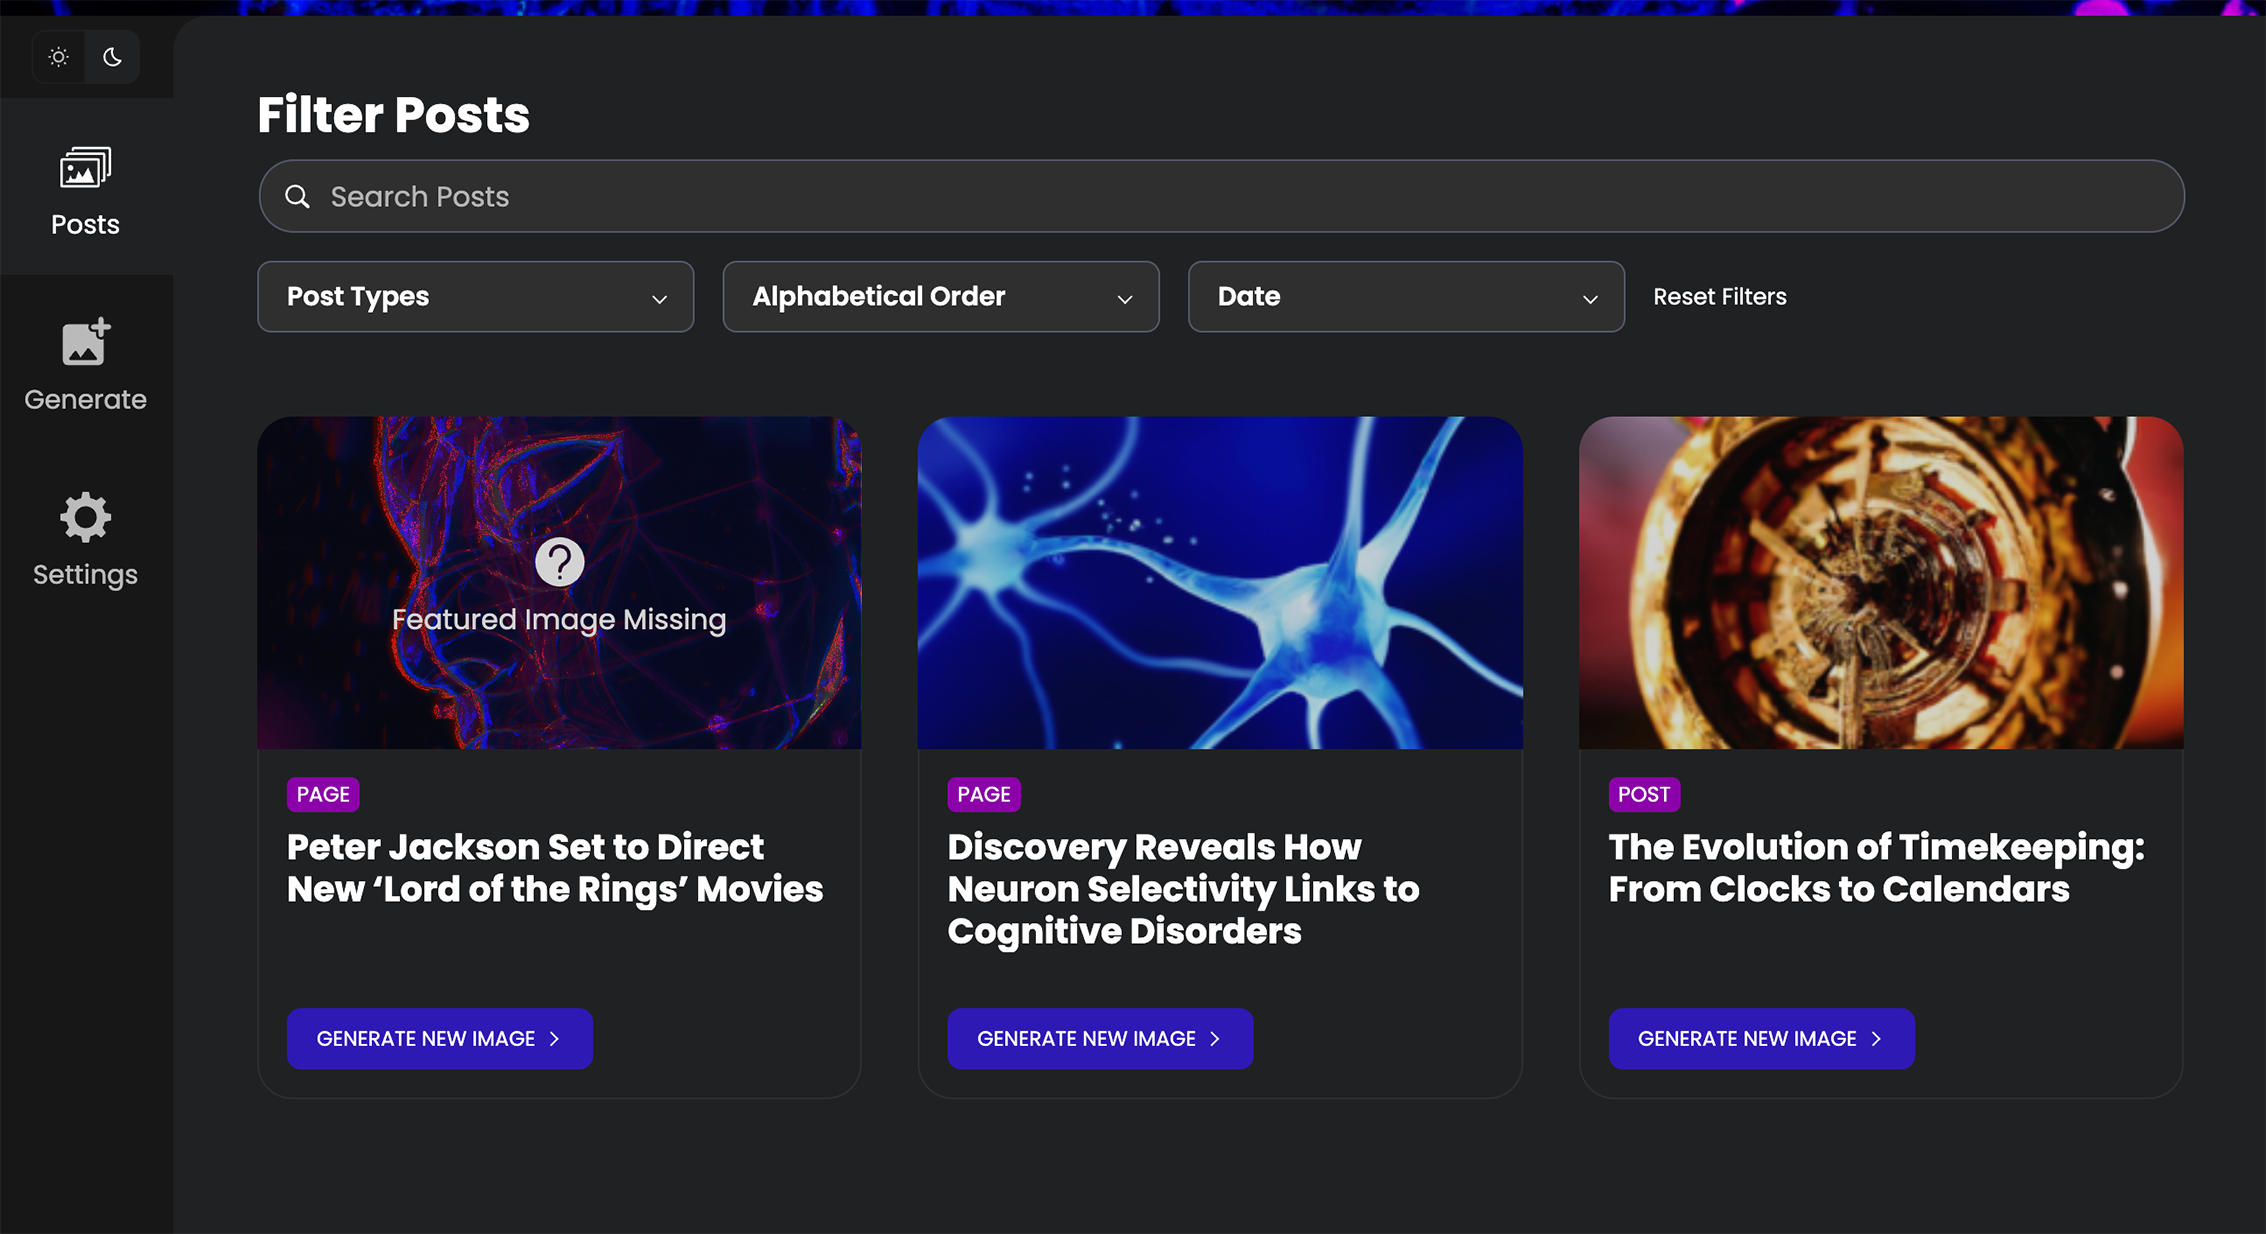 Filter Posts
Search Posts
Post Types
Alphabetical Order
Date
Reset Filters
Posts
Generate
Settings
Featured Image Missing
PAGE
Peter Jackson Set to Direct
New ‘Lord of the Rings’ Movies
GENERATE NEW IMAGE
PAGE
Discovery Reveals How
Neuron Selectivity Links to
Cognitive Disorders
GENERATE NEW IMAGE
POST
The Evolution of Timekeeping:
From Clocks to Calendars
GENERATE NEW IMAGE